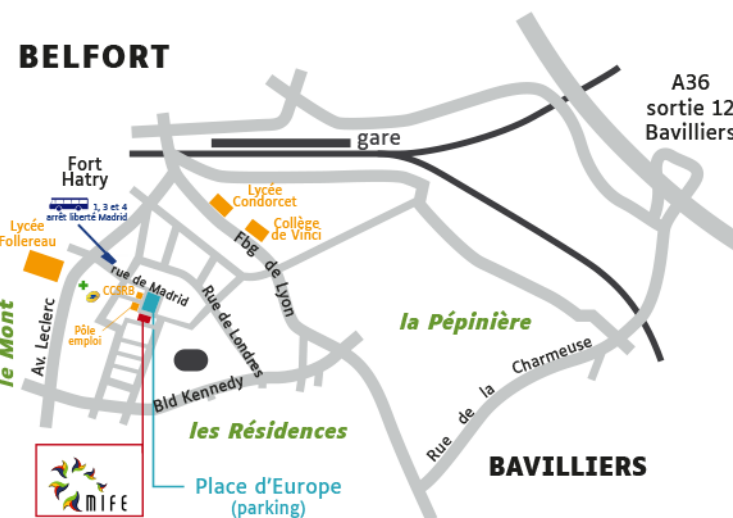 BELFORT
A36
sortie 12
Bavilliers
gare
Fort
Hatry
1, 3 et 4
arrêt liberté Madrid
Lycée
Condorcet
Collège
de Vinci
Lycée
Follereau
Fbg de Lyon
rue de Madrid
CCSRB
Pôle
emploi
Rue de Londres
la Pépinière
le Mont
Av. Leclerc
Rue de la Charmeuse
Bld Kennedy
les Résidences
BAVILLIERS
MIFE
Place d'Europe
(parking)